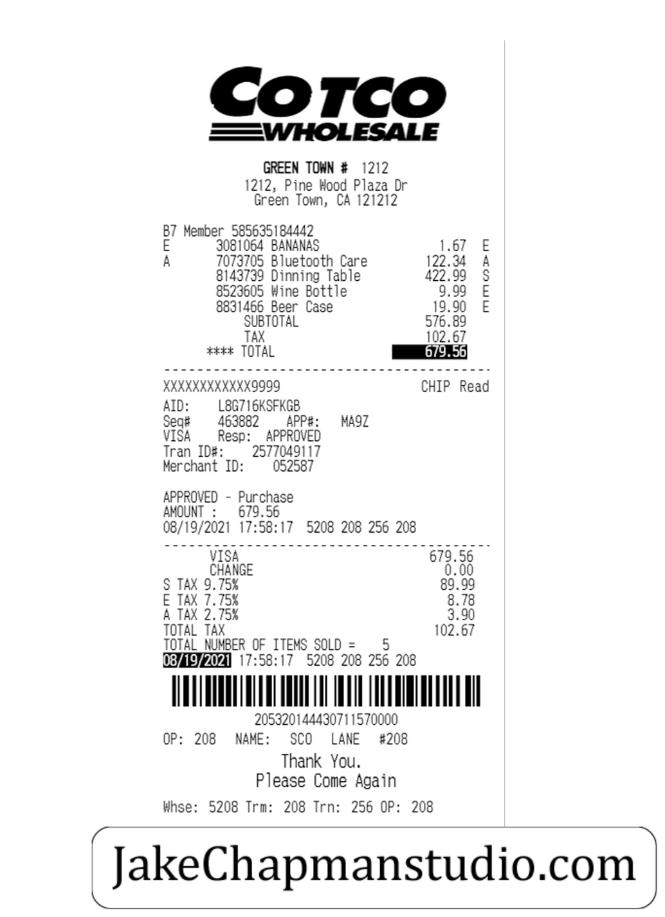 COTCO
WHOLESALE
GREEN TOWN # 1212
1212, Pine Wood Plaza Dr
Green Town, CA 121212
B7 Member 585635184442
E 3081064 BANANAS 1.67 E
A 7073705 Bluetooth Care 122.34 A
8143739 Dinning Table 422.99 S
8523605 Wine Bottle 9.99 E
8831466 Beer Case 19.90 E
SUBTOTAL 576.89
TAX 102.67
**** TOTAL 679.56
XXXXXXXXXXXX9999 CHIP Read
AID: L8G716KSFKGB
Seq# 463882 APP#: MA9Z
VISA Resp: APPROVED
Tran ID#: 2577049117
Merchant ID: 052587
APPROVED - Purchase
AMOUNT : 679.56
08/19/2021 17:58:17 5208 208 256 208
VISA 679.56
CHANGE 0.00
S TAX 9.75% 89.99
E TAX 7.75% 8.78
A TAX 2.75% 3.90
TOTAL TAX 102.67
TOTAL NUMBER OF ITEMS SOLD = 5
08/19/2021 17:58:17 5208 208 256 208
205320144430711570000
OP: 208 NAME: SCO LANE #208
Thank You.
Please Come Again
Whse: 5208 Trm: 208 Trn: 256 OP: 208
JakeChapmanstudio.com